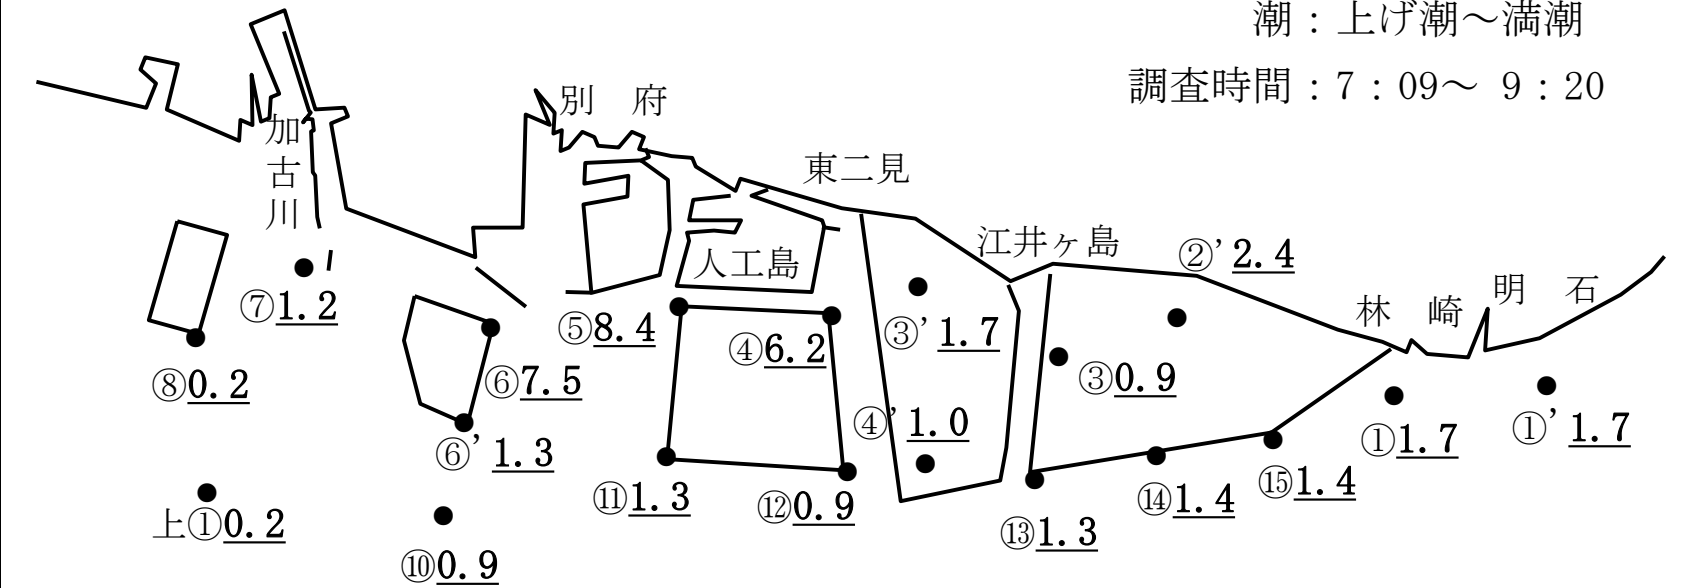 潮：上げ潮～満潮
調査時間：7：09～ 9：20
別 府
加古川
東二見
江井ヶ島
人工島
林 崎
明 石
②' 2.4
⑦1.2
⑤8.4
④6.2
③' 1.7
③0.9
⑧0.2
⑥7.5
④' 1.0
①1.7
①' 1.7
⑥' 1.3
⑪1.3
⑫0.9
⑭1.4
⑮1.4
上①0.2
⑬1.3
⑩0.9